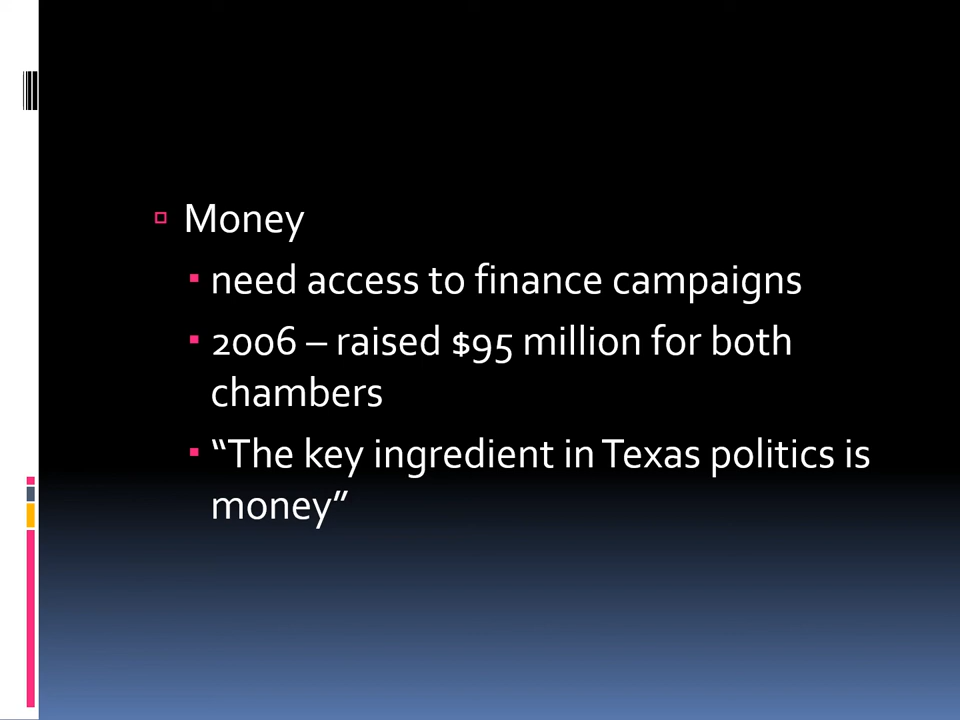 Money
need access to finance campaigns
2006 – raised $95 million for both
chambers
“The key ingredient in Texas politics is
money”